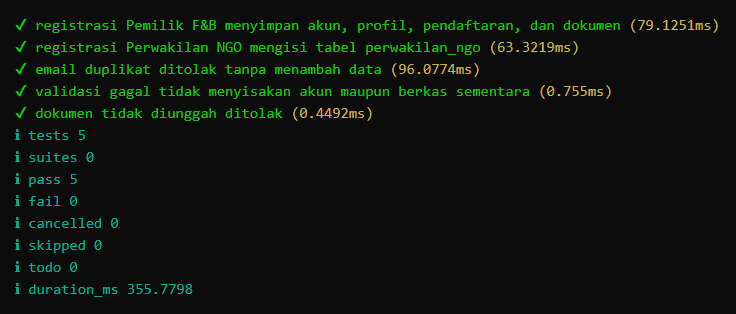 ✔ registrasi Pemilik F&B menyimpan akun, profil, pendaftaran, dan dokumen (79.1251ms)
✔ registrasi Perwakilan NGO mengisi tabel perwakilan_ngo (63.3219ms)
✔ email duplikat ditolak tanpa menambah data (96.0774ms)
✔ validasi gagal tidak menyisakan akun maupun berkas sementara (0.755ms)
✔ dokumen tidak diunggah ditolak (0.4492ms)
ℹ tests 5
ℹ suites 0
ℹ pass 5
ℹ fail 0
ℹ cancelled 0
ℹ skipped 0
ℹ todo 0
ℹ duration_ms 355.7798